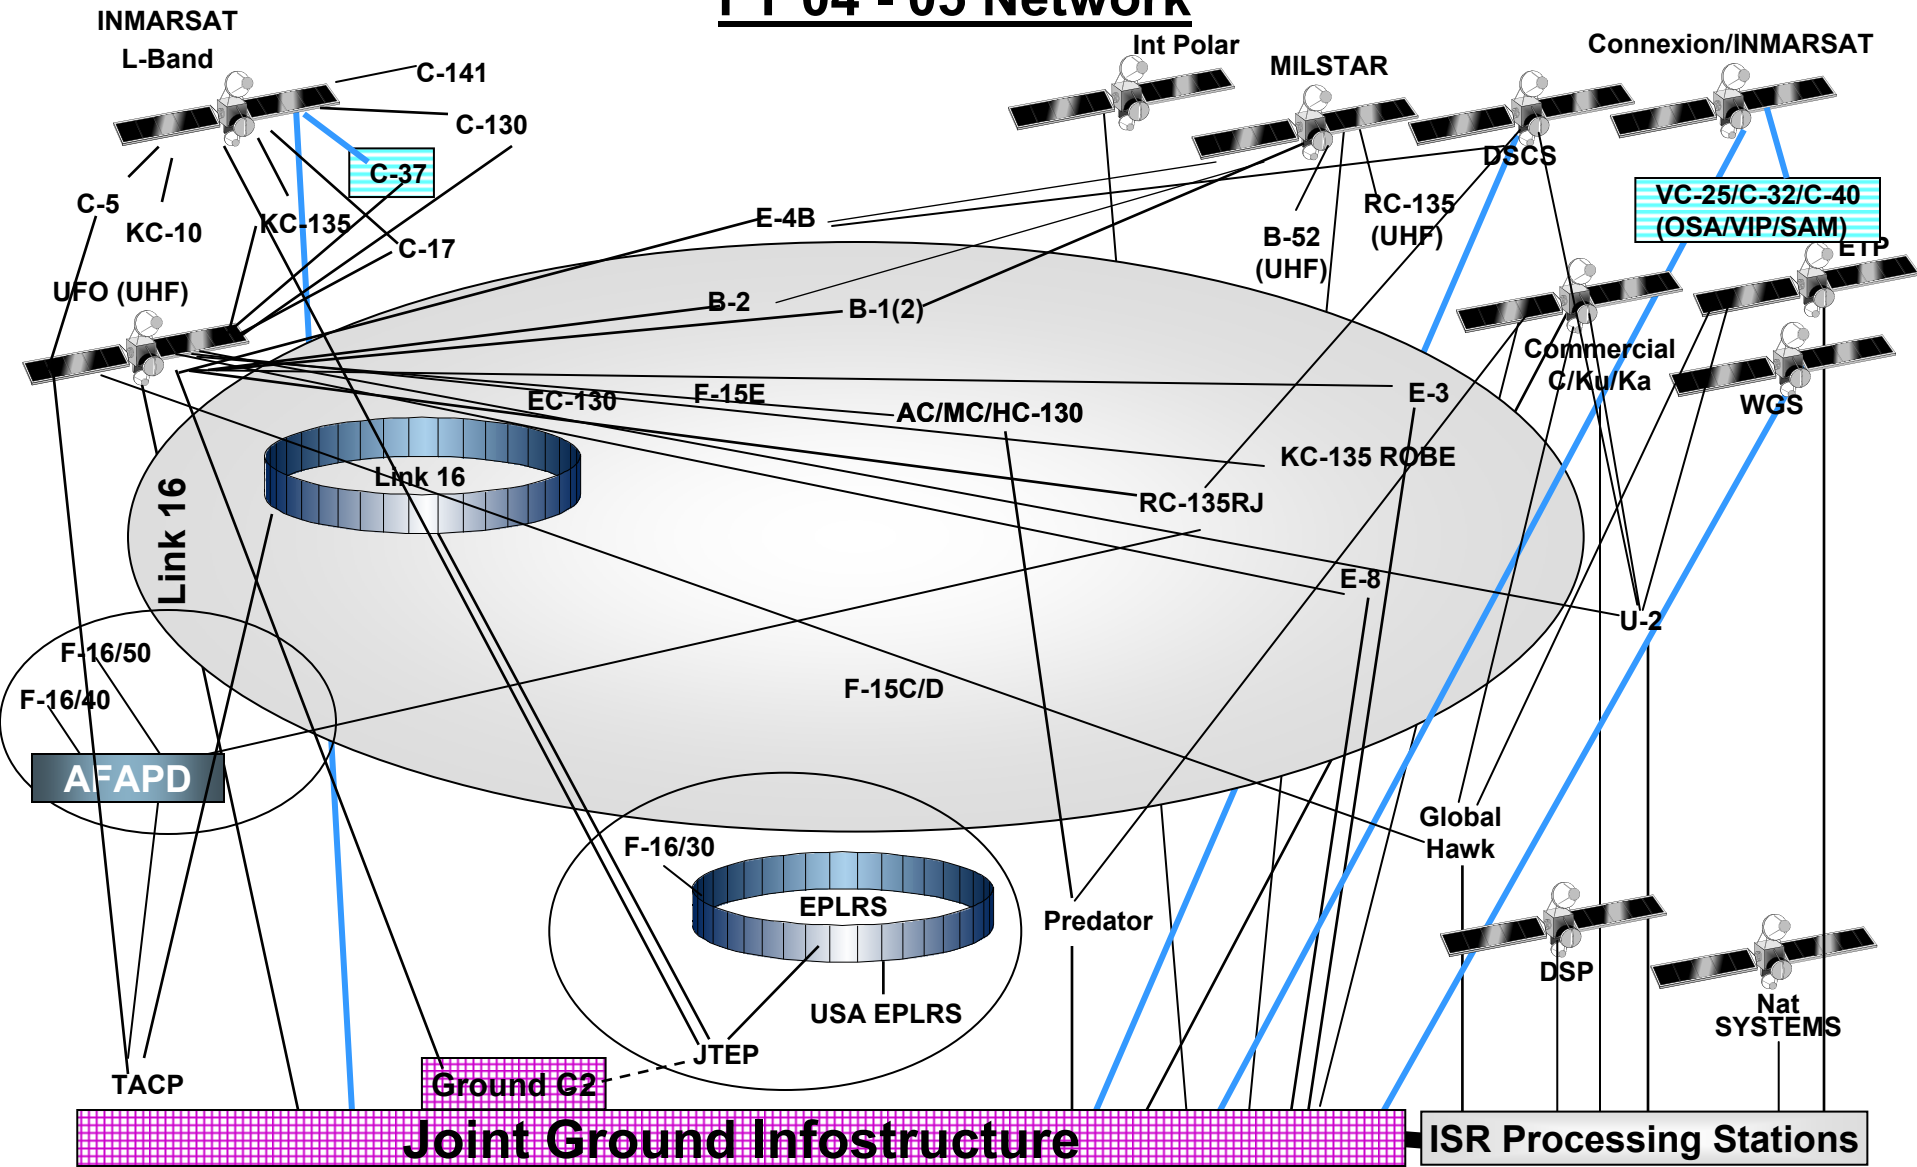 FY 04 - 05 Network
INMARSAT
L-Band
C-141
C-130
C-37
C-5
KC-10
KC-135
C-17
UFO (UHF)
Int Polar
MILSTAR
Connexion/INMARSAT
DSCS
VC-25/C-32/C-40
(OSA/VIP/SAM)
ETP
RC-135
(UHF)
B-52
(UHF)
E-4B
B-2
B-1(2)
Commercial
C/Ku/Ka
WGS
EC-130
F-15E
AC/MC/HC-130
E-3
KC-135 ROBE
RC-135RJ
Link 16
Link 16
E-8
U-2
F-16/50
F-16/40
AFAPD
F-15C/D
Global
Hawk
F-16/30
EPLRS
USA EPLRS
Predator
DSP
Nat
SYSTEMS
JTEP
TACP
Ground C2
Joint Ground Infostructure
ISR Processing Stations